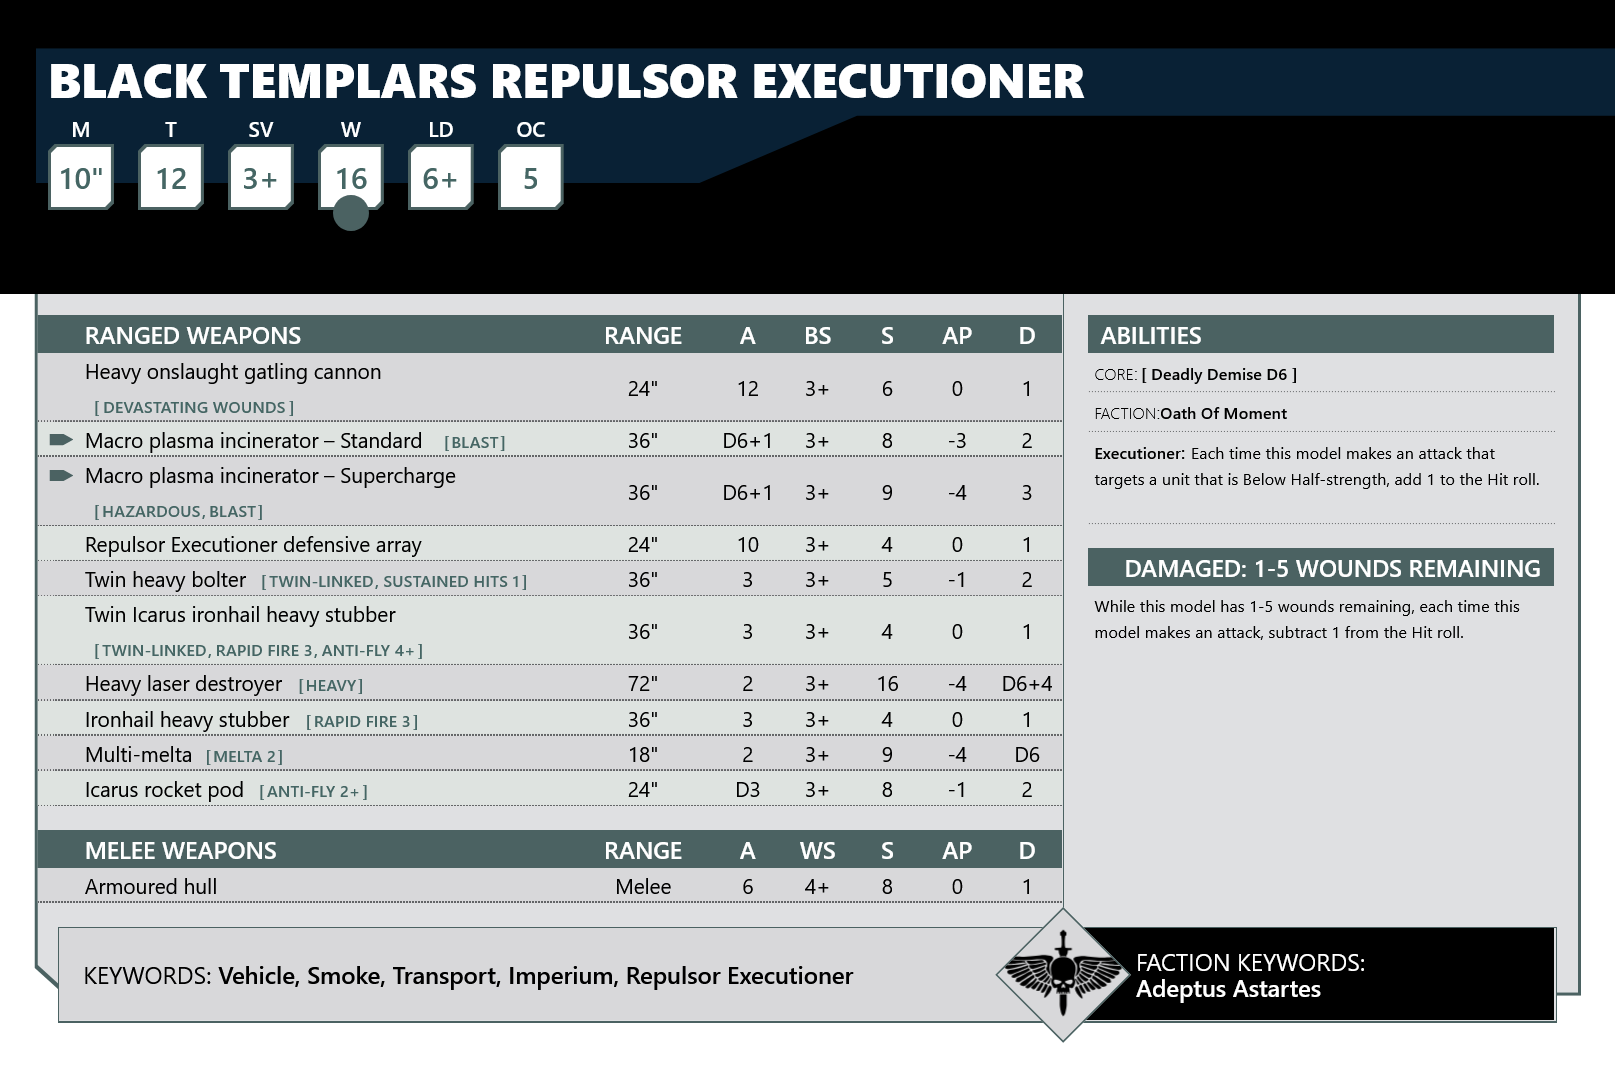 BLACK TEMPLARS REPULSOR EXECUTIONER
M T SV W LD OC
10" 12 3+ 16 6+ 5
RANGED WEAPONS RANGE A BS S AP D
Heavy onslaught gatling cannon
[DEVASTATING WOUNDS] 24" 12 3+ 6 0 1
Macro plasma incinerator – Standard [BLAST] 36" D6+1 3+ 8 -3 2
Macro plasma incinerator – Supercharge
[HAZARDOUS, BLAST] 36" D6+1 3+ 9 -4 3
Repulsor Executioner defensive array 24" 10 3+ 4 0 1
Twin heavy bolter [TWIN-LINKED, SUSTAINED HITS 1] 36" 3 3+ 5 -1 2
Twin Icarus ironhail heavy stubber
[TWIN-LINKED, RAPID FIRE 3, ANTI-FLY 4+] 36" 3 3+ 4 0 1
Heavy laser destroyer [HEAVY] 72" 2 3+ 16 -4 D6+4
Ironhail heavy stubber [RAPID FIRE 3] 36" 3 3+ 4 0 1
Multi-melta [MELTA 2] 18" 2 3+ 9 -4 D6
Icarus rocket pod [ANTI-FLY 2+] 24" D3 3+ 8 -1 2
MELEE WEAPONS RANGE A WS S AP D
Armoured hull Melee 6 4+ 8 0 1
ABILITIES
CORE: [ Deadly Demise D6 ]
FACTION:Oath Of Moment
Executioner: Each time this model makes an attack that
targets a unit that is Below Half-strength, add 1 to the Hit roll.
DAMAGED: 1-5 WOUNDS REMAINING
While this model has 1-5 wounds remaining, each time this
model makes an attack, subtract 1 from the Hit roll.
KEYWORDS: Vehicle, Smoke, Transport, Imperium, Repulsor Executioner
FACTION KEYWORDS:
Adeptus Astartes